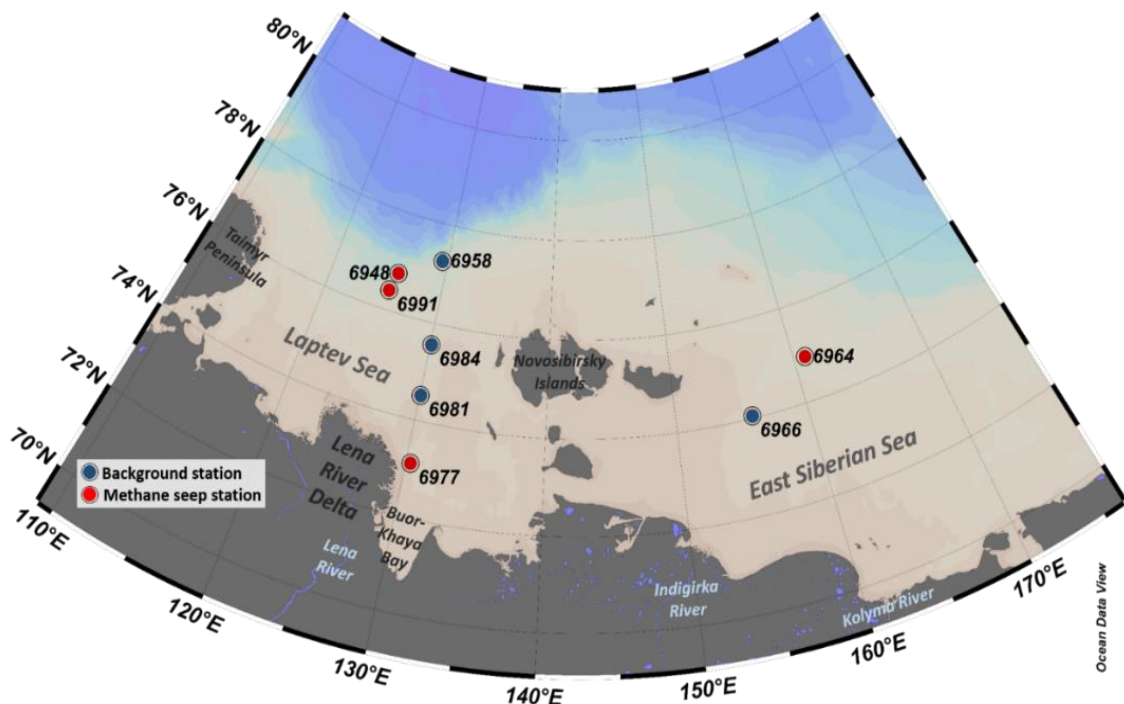 80°N
78°N
76°N
74°N
72°N
70°N
110°E
120°E
130°E
140°E
150°E
160°E
170°E
Taimyr
Peninsula
6948
6958
6991
6984
6981
6977
6964
6966
Laptev Sea
Novosibirsky
Islands
East Siberian Sea
Lena
River
Delta
Buor-
Khaya
Bay
Lena
River
Indigirka
River
Kolyma River
Background station
Methane seep station
Ocean Data View